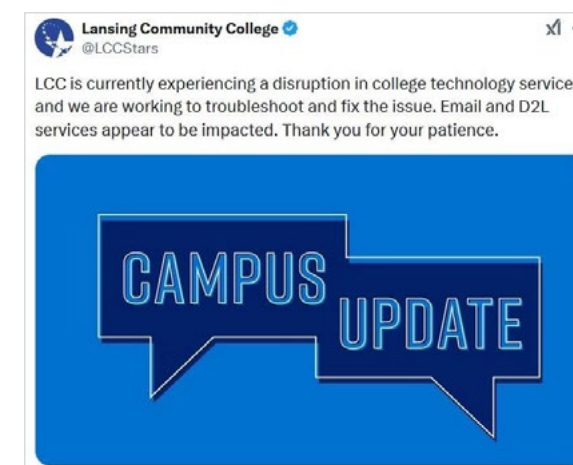 Lansing Community College
@LCCStars
LCC is currently experiencing a disruption in college technology service
and we are working to troubleshoot and fix the issue. Email and D2L
services appear to be impacted. Thank you for your patience.
CAMPUS
UPDATE